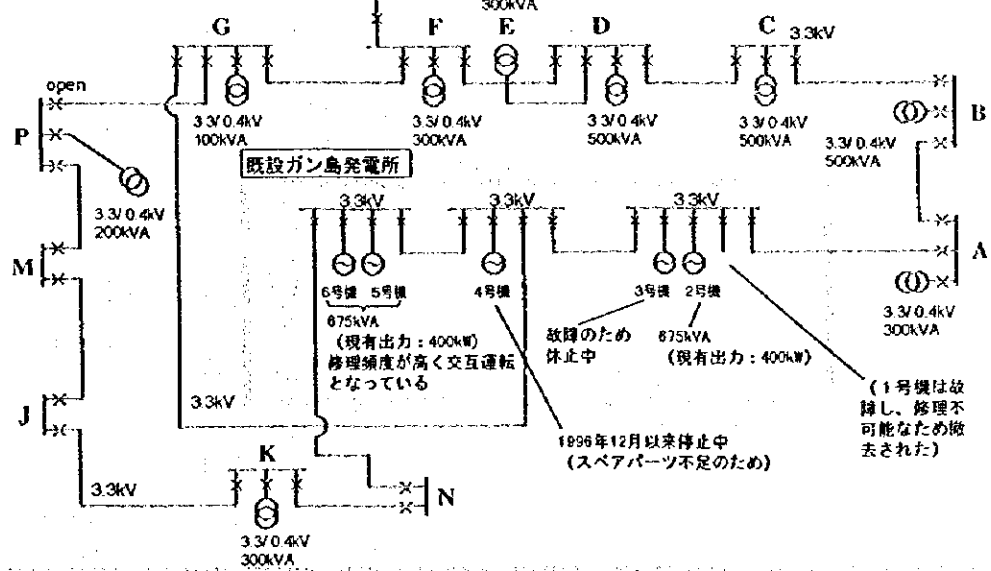 300kVA
G
F
E
D
C
3.3kV
open
P
3.3/0.4kV
100kVA
3.3/0.4kV
300kVA
3.3/0.4kV
500kVA
3.3/0.4kV
500kVA
3.3/0.4kV
500kVA
B
既設ガン島発電所
3.3/0.4kV
200kVA
3.3kV
3.3kV
3.3kV
M
A
6号機 5号機
4号機
3号機 2号機
3.3/0.4kV
300kVA
675kVA
(現有出力：400kW)
修理頻度が高く交互運転
となっている
故障のため
休止中
675kVA
(現有出力：400kW)
(1号機は故
障し、修理不
可能なため撤
去された)
3.3kV
J
1996年12月以来停止中
(スペアパーツ不足のため)
K
3.3kV
N
3.3/0.4kV
300kVA